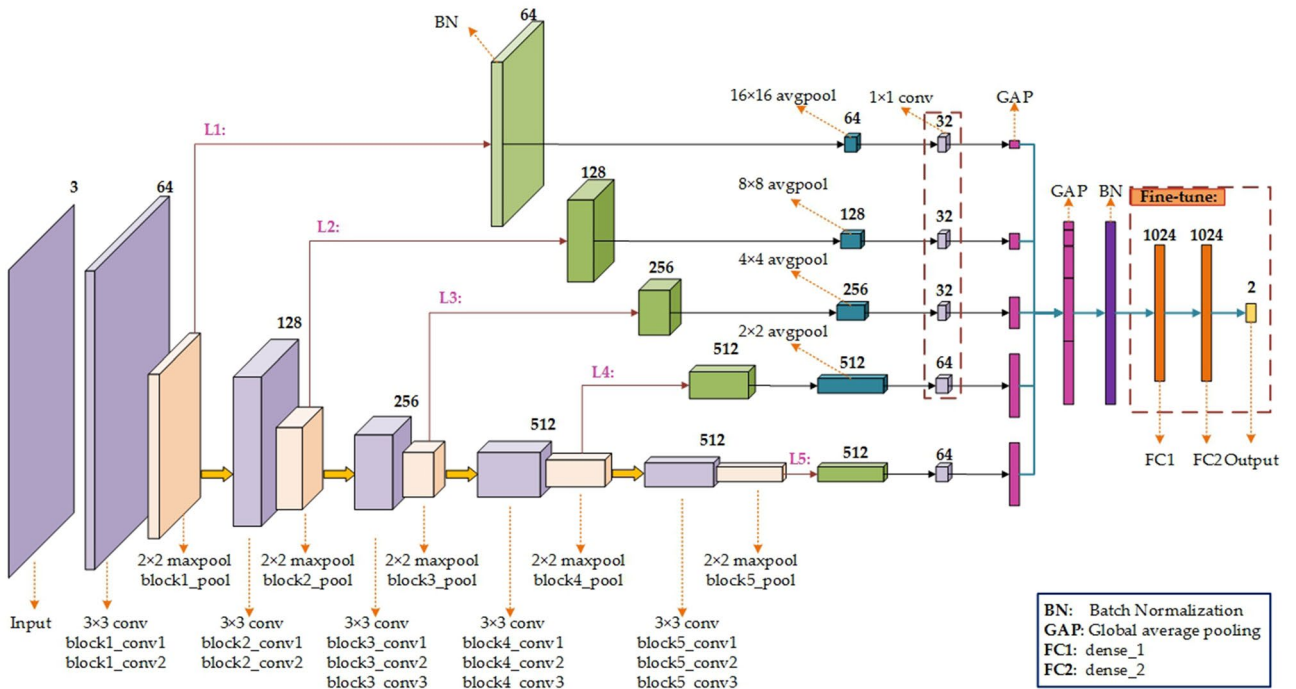 BN
64
16×16 avgpool
1×1 conv
GAP
64
32
L1:
3
64
128
8×8 avgpool
128
32
GAP
BN
Fine-tune:
L2:
1024
1024
256
4×4 avgpool
256
32
2
L3:
128
2×2 avgpool
512
512
64
L4:
256
512
512
L5:
512
64
FC1
FC2
Output
2×2 maxpool
block1_pool
2×2 maxpool
block2_pool
2×2 maxpool
block3_pool
2×2 maxpool
block4_pool
2×2 maxpool
block5_pool
Input
3×3 conv
block1_conv1
block1_conv2
3×3 conv
block2_conv1
block2_conv2
3×3 conv
block3_conv1
block3_conv2
block3_conv3
3×3 conv
block4_conv1
block4_conv2
block4_conv3
3×3 conv
block5_conv1
block5_conv2
block5_conv3
BN: Batch Normalization
GAP: Global average pooling
FC1: dense_1
FC2: dense_2